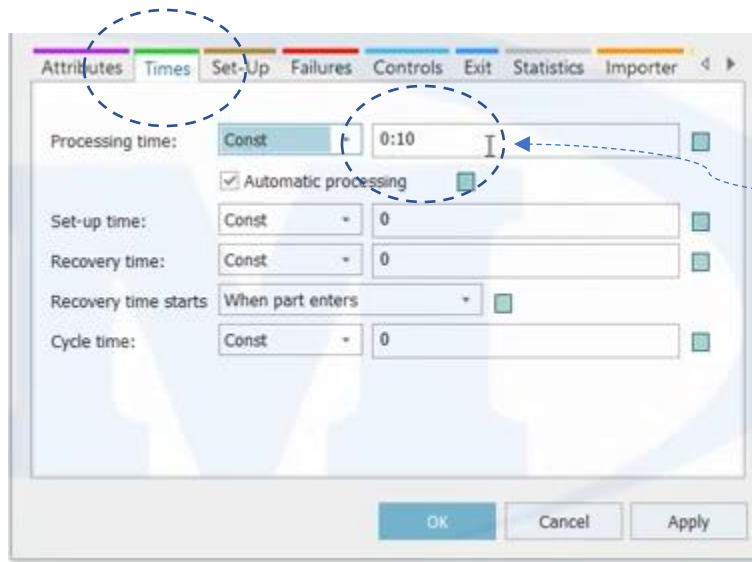 Attributes Times Set-Up Failures Controls Exit Statistics Importer
Processing time: Const 0:10
Automatic processing
Set-up time: Const 0
Recovery time: Const 0
Recovery time starts When part enters
Cycle time: Const 0
OK Cancel Apply